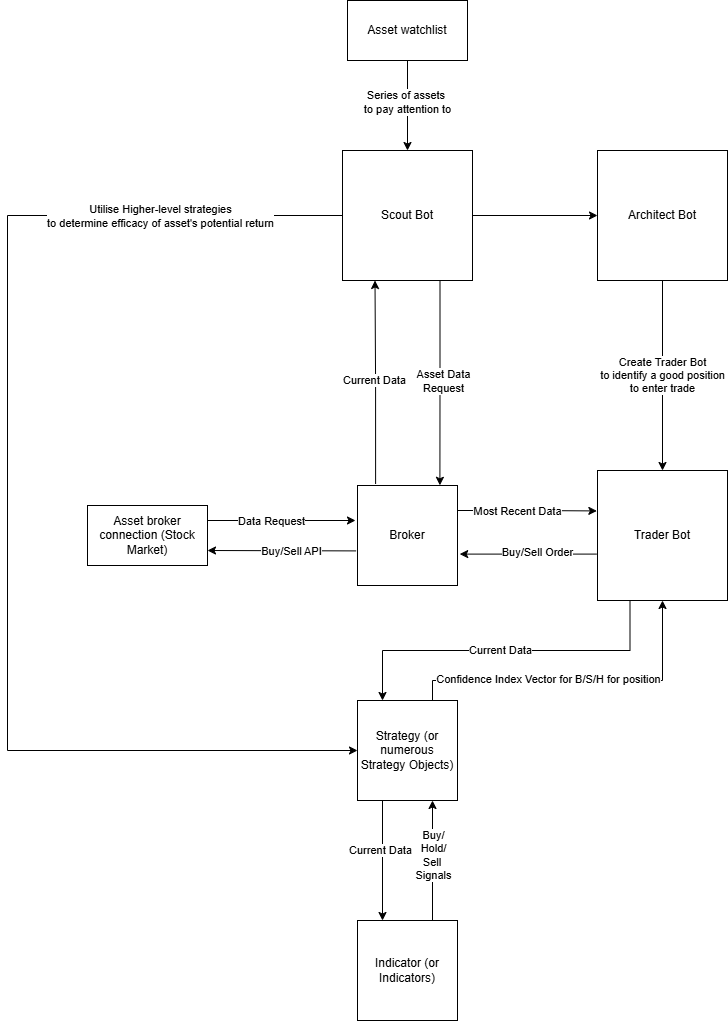 Asset watchlist
Series of assets
to pay attention to
Utilise Higher-level strategies
to determine efficacy of asset's potential return
Scout Bot
Architect Bot
Current Data
Asset Data
Request
Create Trader Bot
to identify a good position
to enter trade
Asset broker
connection (Stock
Market)
Data Request
Buy/Sell API
Broker
Most Recent Data
Buy/Sell Order
Trader Bot
Current Data
Confidence Index Vector for B/S/H for position
Strategy (or
numerous
Strategy Objects)
Current Data
Buy/
Hold/
Sell
Signals
Indicator (or
Indicators)